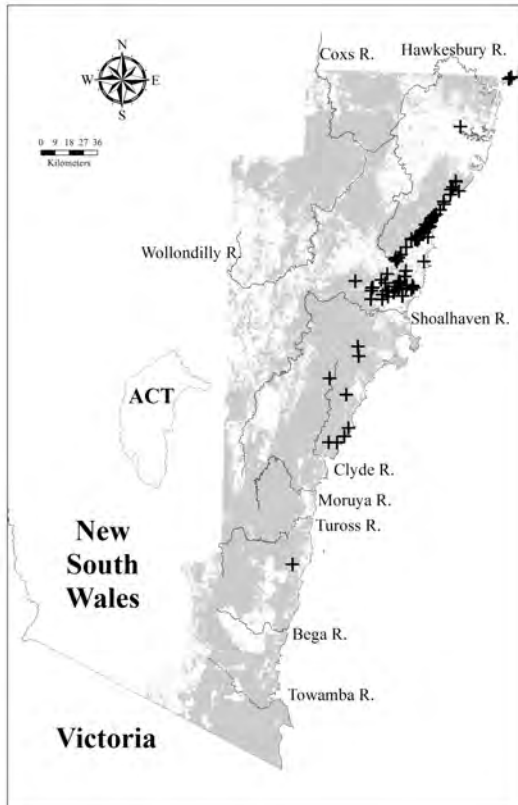 Coxs R.
Hawkesbury R.
N
W E
S
0 9 18 27 36
Kilometers
Wollondilly R.
Shoalhaven R.
ACT
Clyde R.
Moruya R.
Tuross R.
New
South
Wales
Bega R.
Towamba R.
Victoria